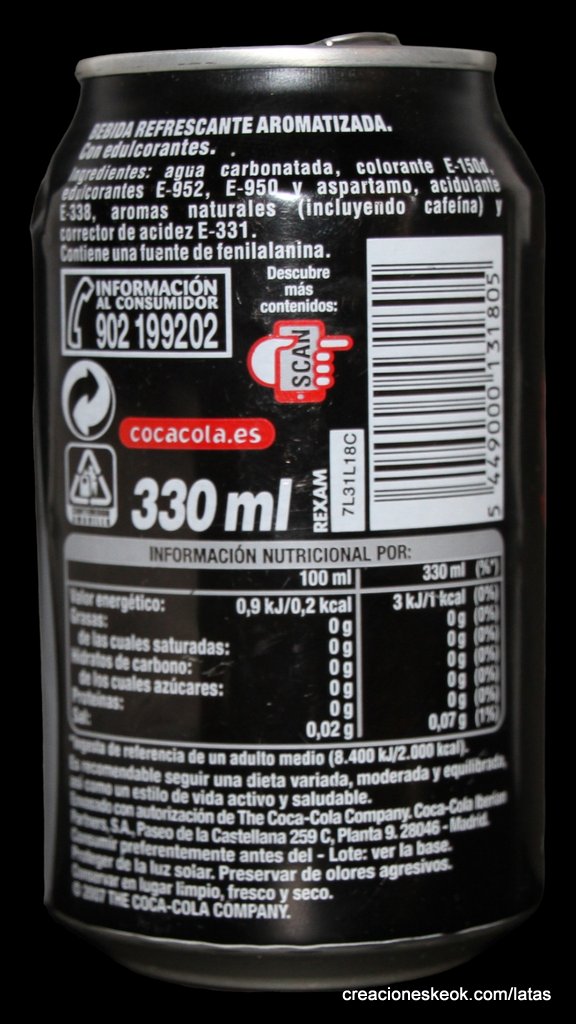 BEBIDA REFRESCANTE AROMATIZADA.
Con edulcorantes.
Ingredientes: agua carbonatada, colorante E-150d,
edulcorantes E-952, E-950 y aspartamo, acidulante
E-338, aromas naturales (incluyendo cafeína) y
corrector de acidez E-331.
Contiene una fuente de fenilalanina.
INFORMACIÓN
AL CONSUMIDOR
902 199202
Descubre
más
contenidos:
SCAN
cocacola.es
330 ml
REXAM
7L31L18C
5 449000 131805
INFORMACIÓN NUTRICIONAL POR:
100 ml 330 ml (%*)
Valor energético: 0,9 kJ/0,2 kcal 3 kJ/1 kcal (0%)
Grasas: 0 g 0 g (0%)
de las cuales saturadas: 0 g 0 g (0%)
Hidratos de carbono: 0 g 0 g (0%)
de los cuales azúcares: 0 g 0 g (0%)
Proteínas: 0 g 0 g (0%)
Sal: 0,02 g 0,07 g (1%)
*Ingesta de referencia de un adulto medio (8.400 kJ/2.000 kcal).
Es recomendable seguir una dieta variada, moderada y equilibrada,
así como un estilo de vida activo y saludable.
Elaborado con autorización de The Coca-Cola Company. Coca-Cola Iberian
Partners, S.A., Paseo de la Castellana 259 C, Planta 9. 28046 - Madrid.
Consumir preferentemente antes del - Lote: ver la base.
Proteger de la luz solar. Preservar de olores agresivos.
Conservar en lugar limpio, fresco y seco.
© 2007 THE COCA-COLA COMPANY.
creacioneskeok.com/latas